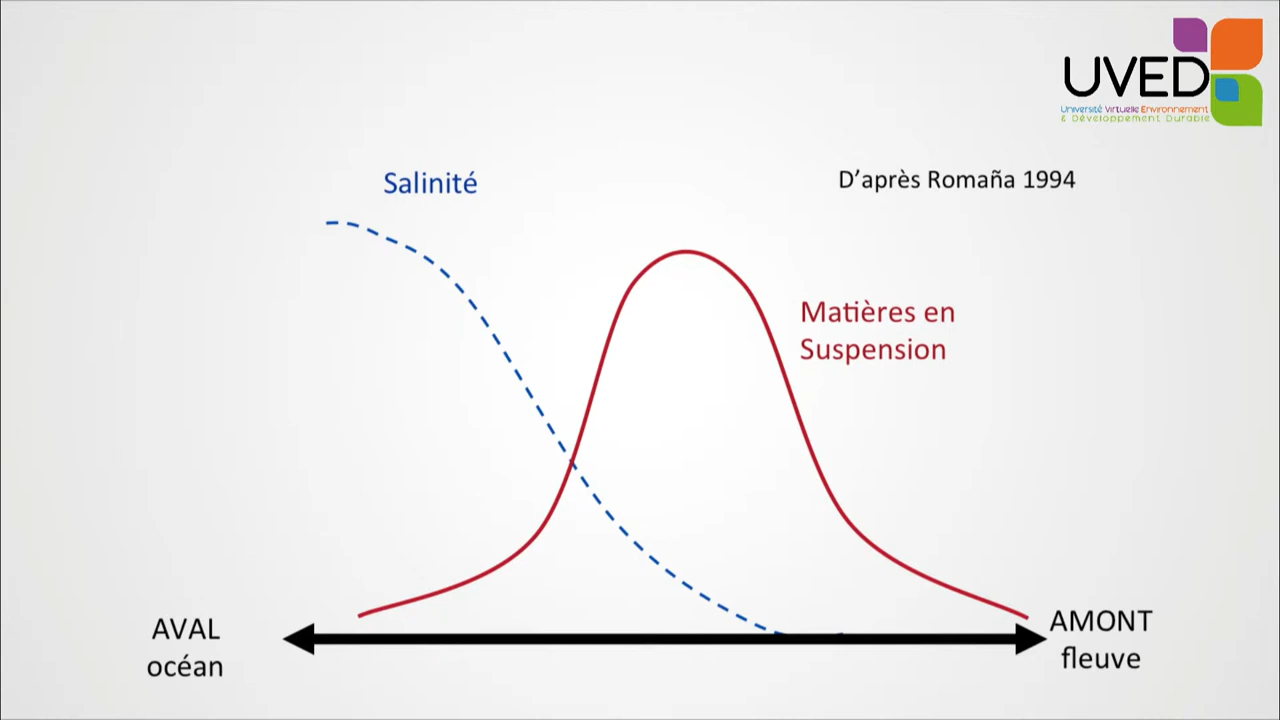 UVED
Université Virtuelle Environnement
& Développement Durable
Salinité
D’après Romaña 1994
Matières en
Suspension
AVAL
océan
AMONT
fleuve